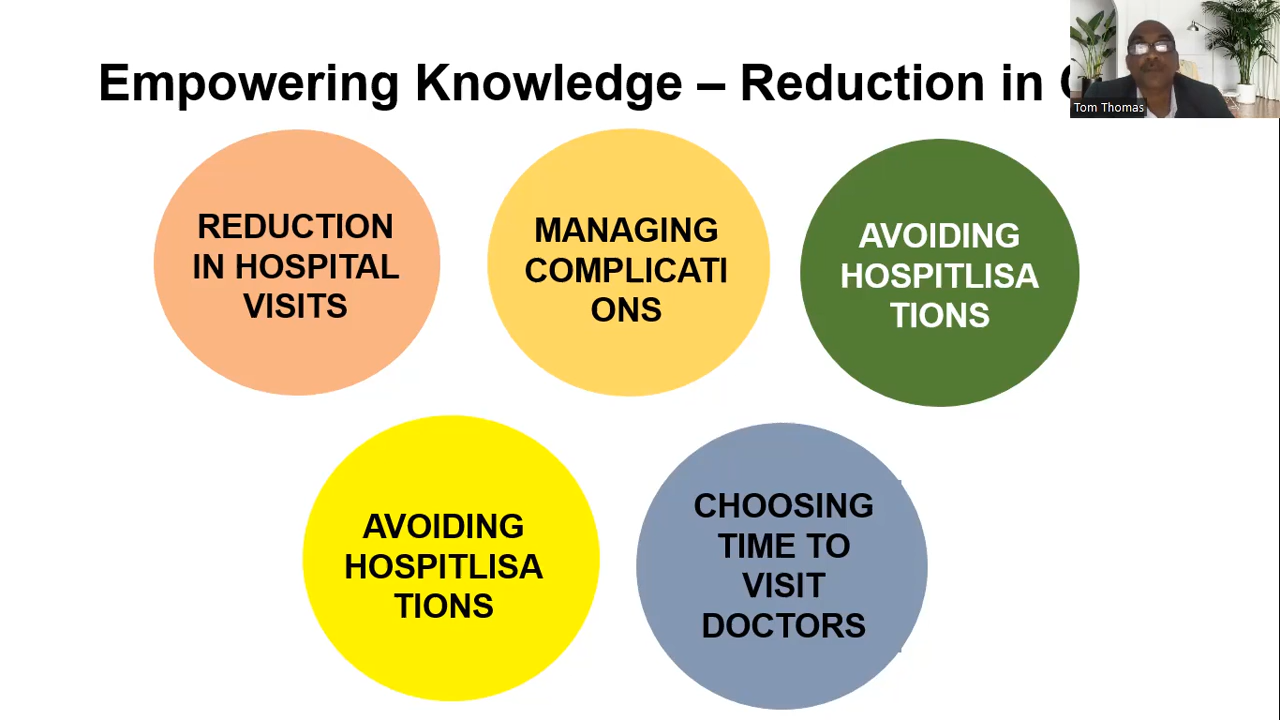 Empowering Knowledge – Reduction in
Tom Thomas
REDUCTION
IN HOSPITAL
VISITS
MANAGING
COMPLICATI
ONS
AVOIDING
HOSPITLISA
TIONS
AVOIDING
HOSPITLISA
TIONS
CHOOSING
TIME TO
VISIT
DOCTORS